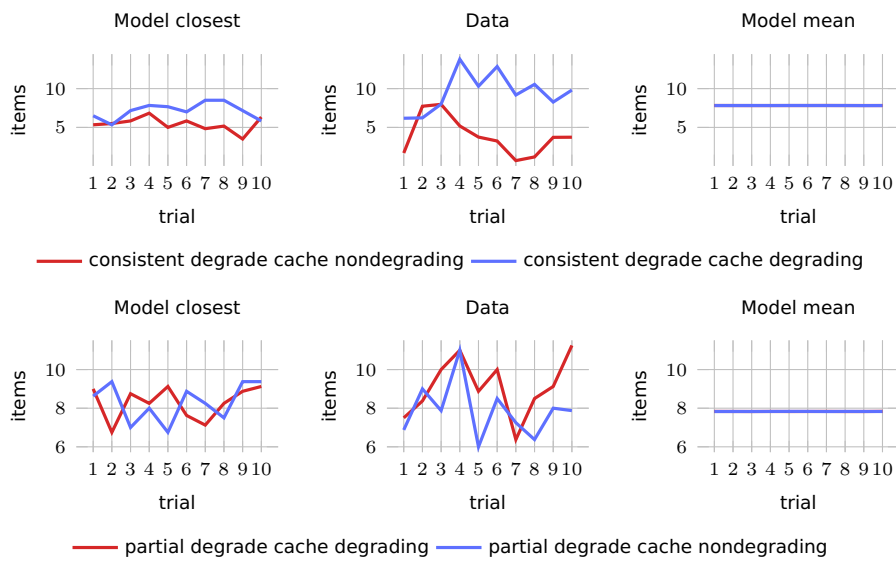 Model closest
Data
Model mean
items
10
5
1 2 3 4 5 6 7 8 9 10
trial
items
10
5
1 2 3 4 5 6 7 8 9 10
trial
items
10
5
1 2 3 4 5 6 7 8 9 10
trial
consistent degrade cache nondegrading
consistent degrade cache degrading
Model closest
Data
Model mean
items
10
8
6
1 2 3 4 5 6 7 8 9 10
trial
items
10
8
6
1 2 3 4 5 6 7 8 9 10
trial
items
10
8
6
1 2 3 4 5 6 7 8 9 10
trial
partial degrade cache degrading
partial degrade cache nondegrading